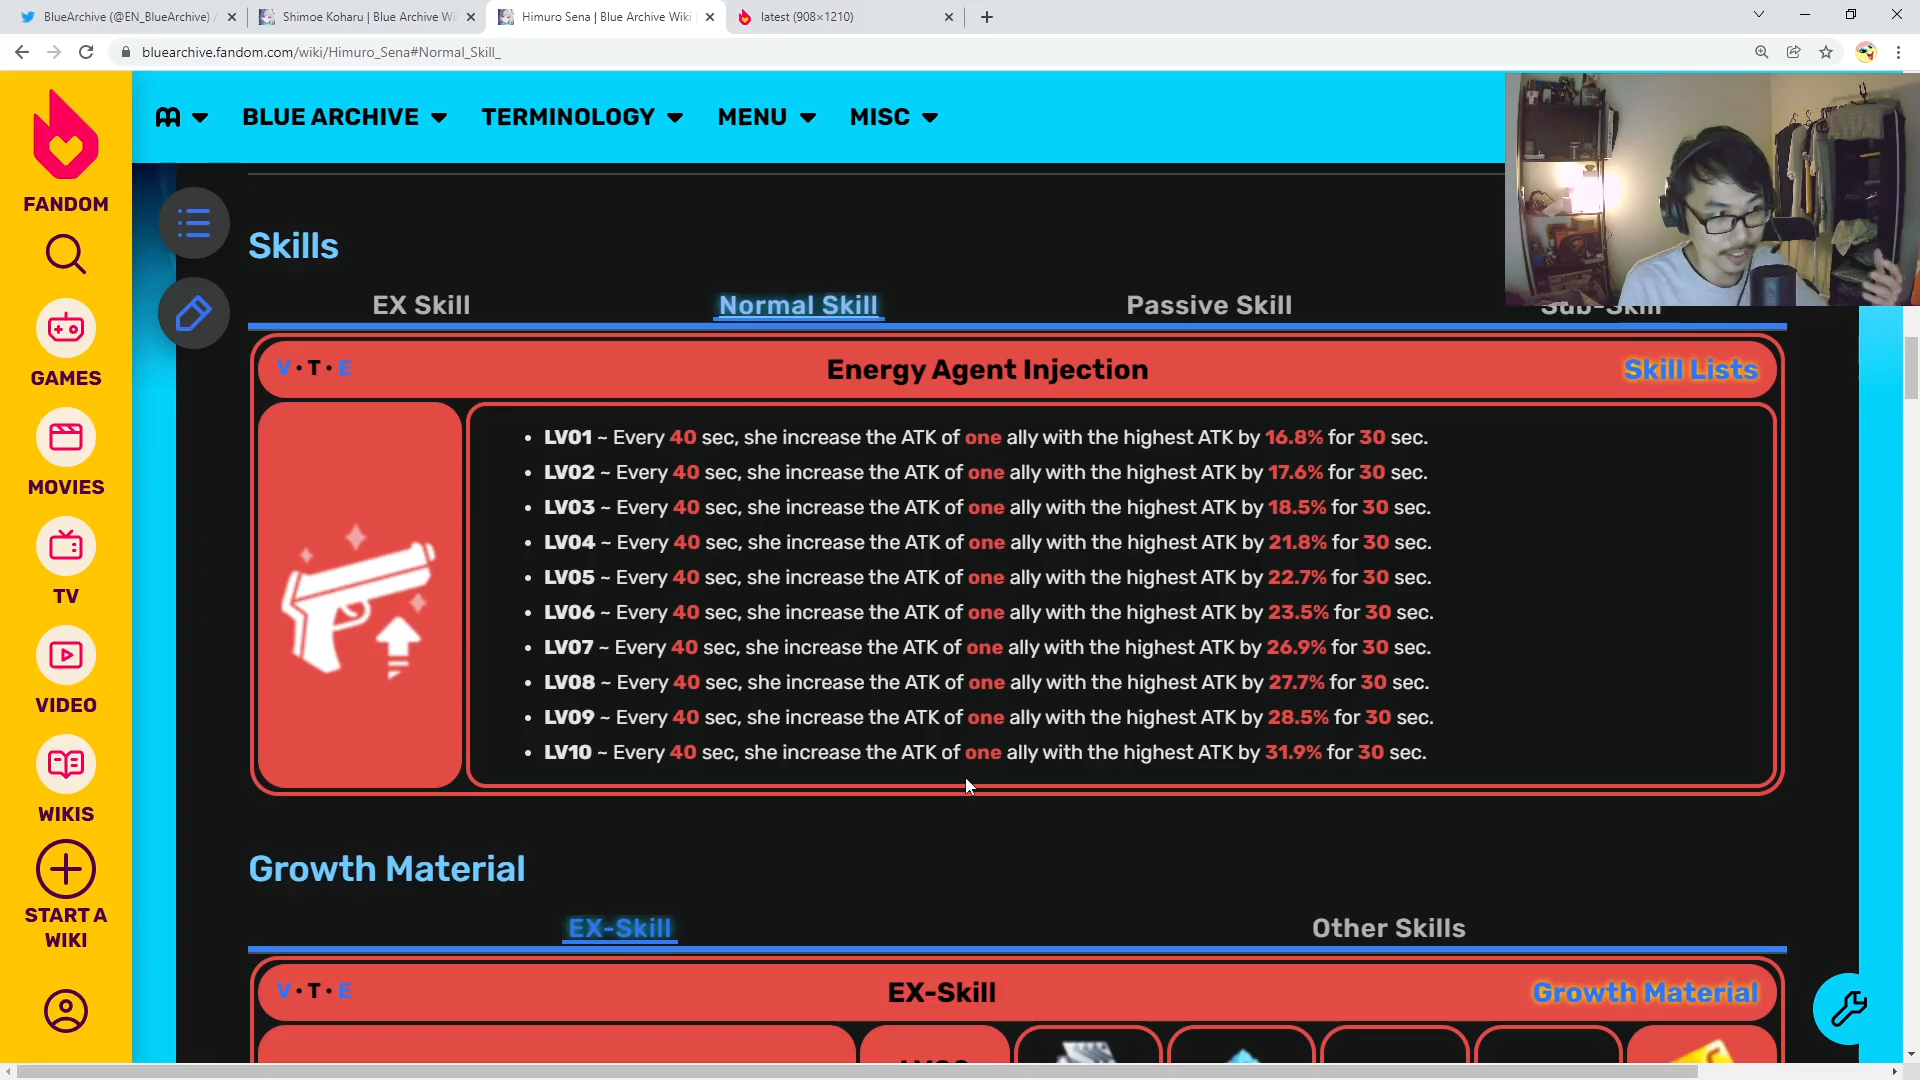 BlueArchive (@EN_BlueArchive) /
Shimoe Koharu | Blue Archive Wi
Himuro Sena | Blue Archive Wiki
latest (908×1210)
bluearchive.fandom.com/wiki/Himuro_Sena#Normal_Skill_
BLUE ARCHIVE
TERMINOLOGY
MENU
MISC
FANDOM
GAMES
MOVIES
TV
VIDEO
WIKIS
START A
WIKI
Skills
EX Skill
Normal Skill
Passive Skill
Sub-Skill
V • T • E
Energy Agent Injection
Skill Lists
• LV01 ~ Every 40 sec, she increase the ATK of one ally with the highest ATK by 16.8% for 30 sec.
• LV02 ~ Every 40 sec, she increase the ATK of one ally with the highest ATK by 17.6% for 30 sec.
• LV03 ~ Every 40 sec, she increase the ATK of one ally with the highest ATK by 18.5% for 30 sec.
• LV04 ~ Every 40 sec, she increase the ATK of one ally with the highest ATK by 21.8% for 30 sec.
• LV05 ~ Every 40 sec, she increase the ATK of one ally with the highest ATK by 22.7% for 30 sec.
• LV06 ~ Every 40 sec, she increase the ATK of one ally with the highest ATK by 23.5% for 30 sec.
• LV07 ~ Every 40 sec, she increase the ATK of one ally with the highest ATK by 26.9% for 30 sec.
• LV08 ~ Every 40 sec, she increase the ATK of one ally with the highest ATK by 27.7% for 30 sec.
• LV09 ~ Every 40 sec, she increase the ATK of one ally with the highest ATK by 28.5% for 30 sec.
• LV10 ~ Every 40 sec, she increase the ATK of one ally with the highest ATK by 31.9% for 30 sec.
Growth Material
EX-Skill
Other Skills
V • T • E
EX-Skill
Growth Material